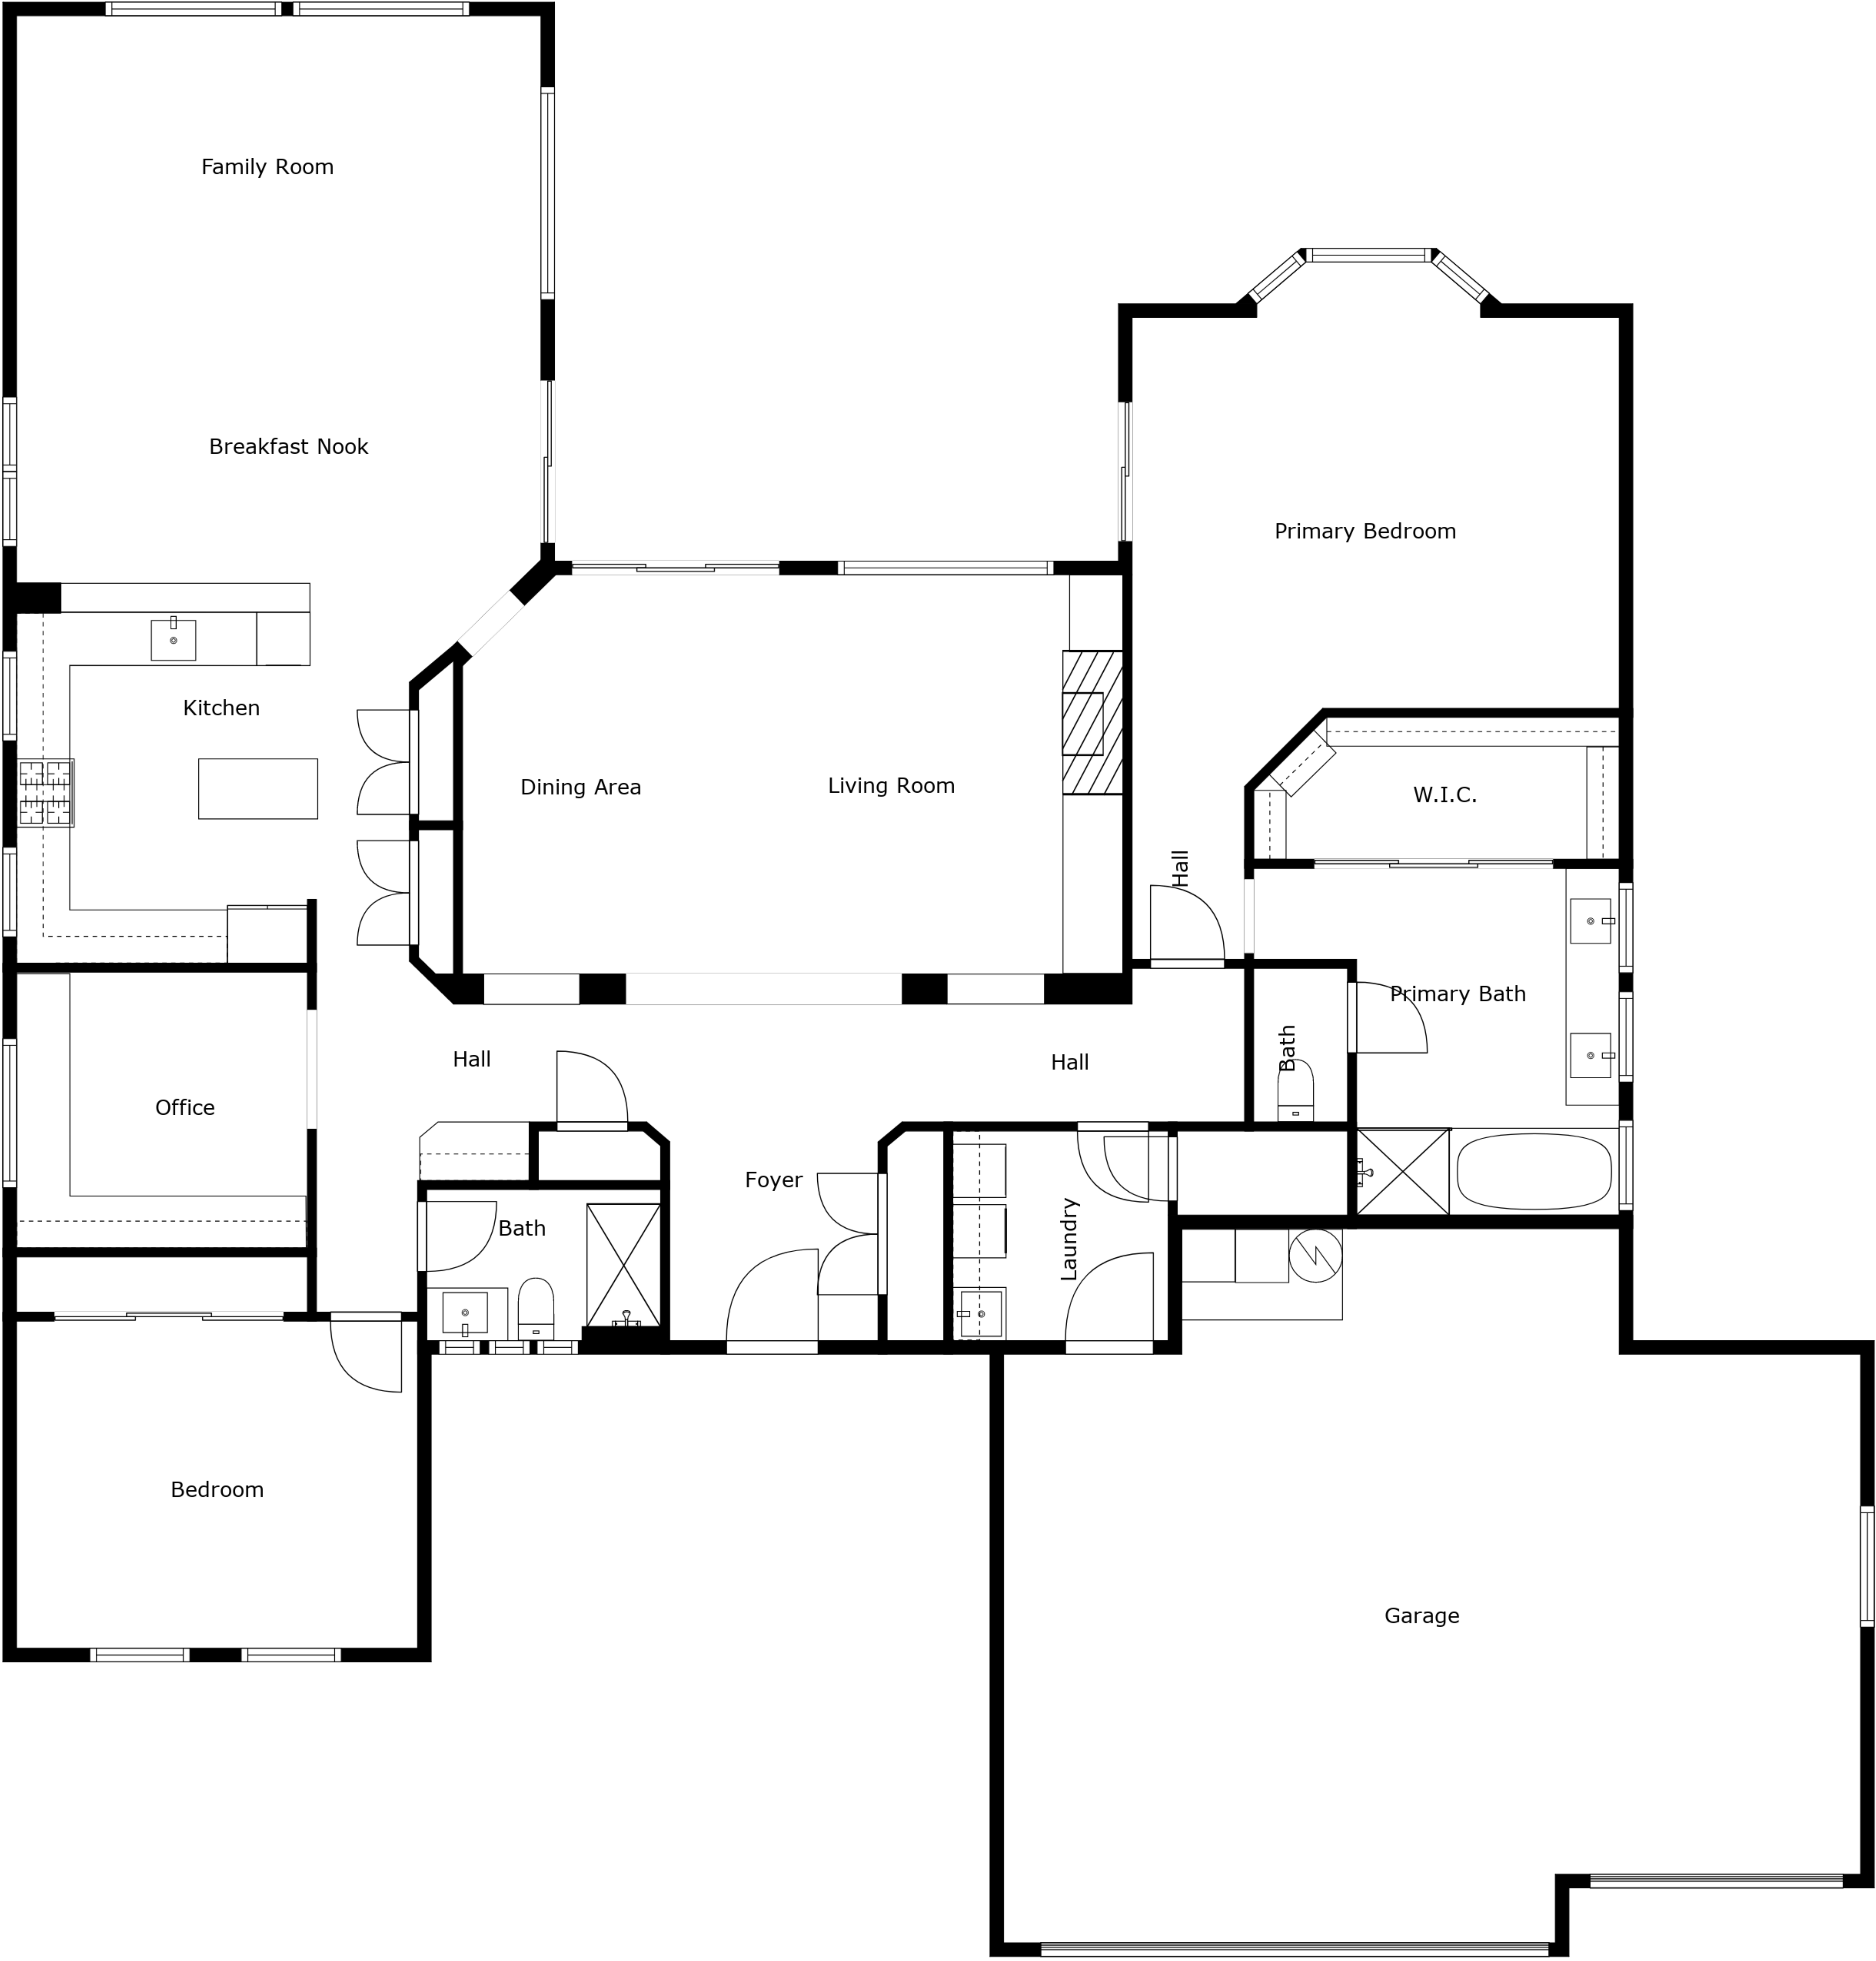 Family Room
Breakfast Nook
Primary Bedroom
Kitchen
Dining Area
Living Room
W.I.C.
Hall
Primary Bath
Bath
Hall
Hall
Office
Foyer
Bath
Laundry
Bedroom
Garage